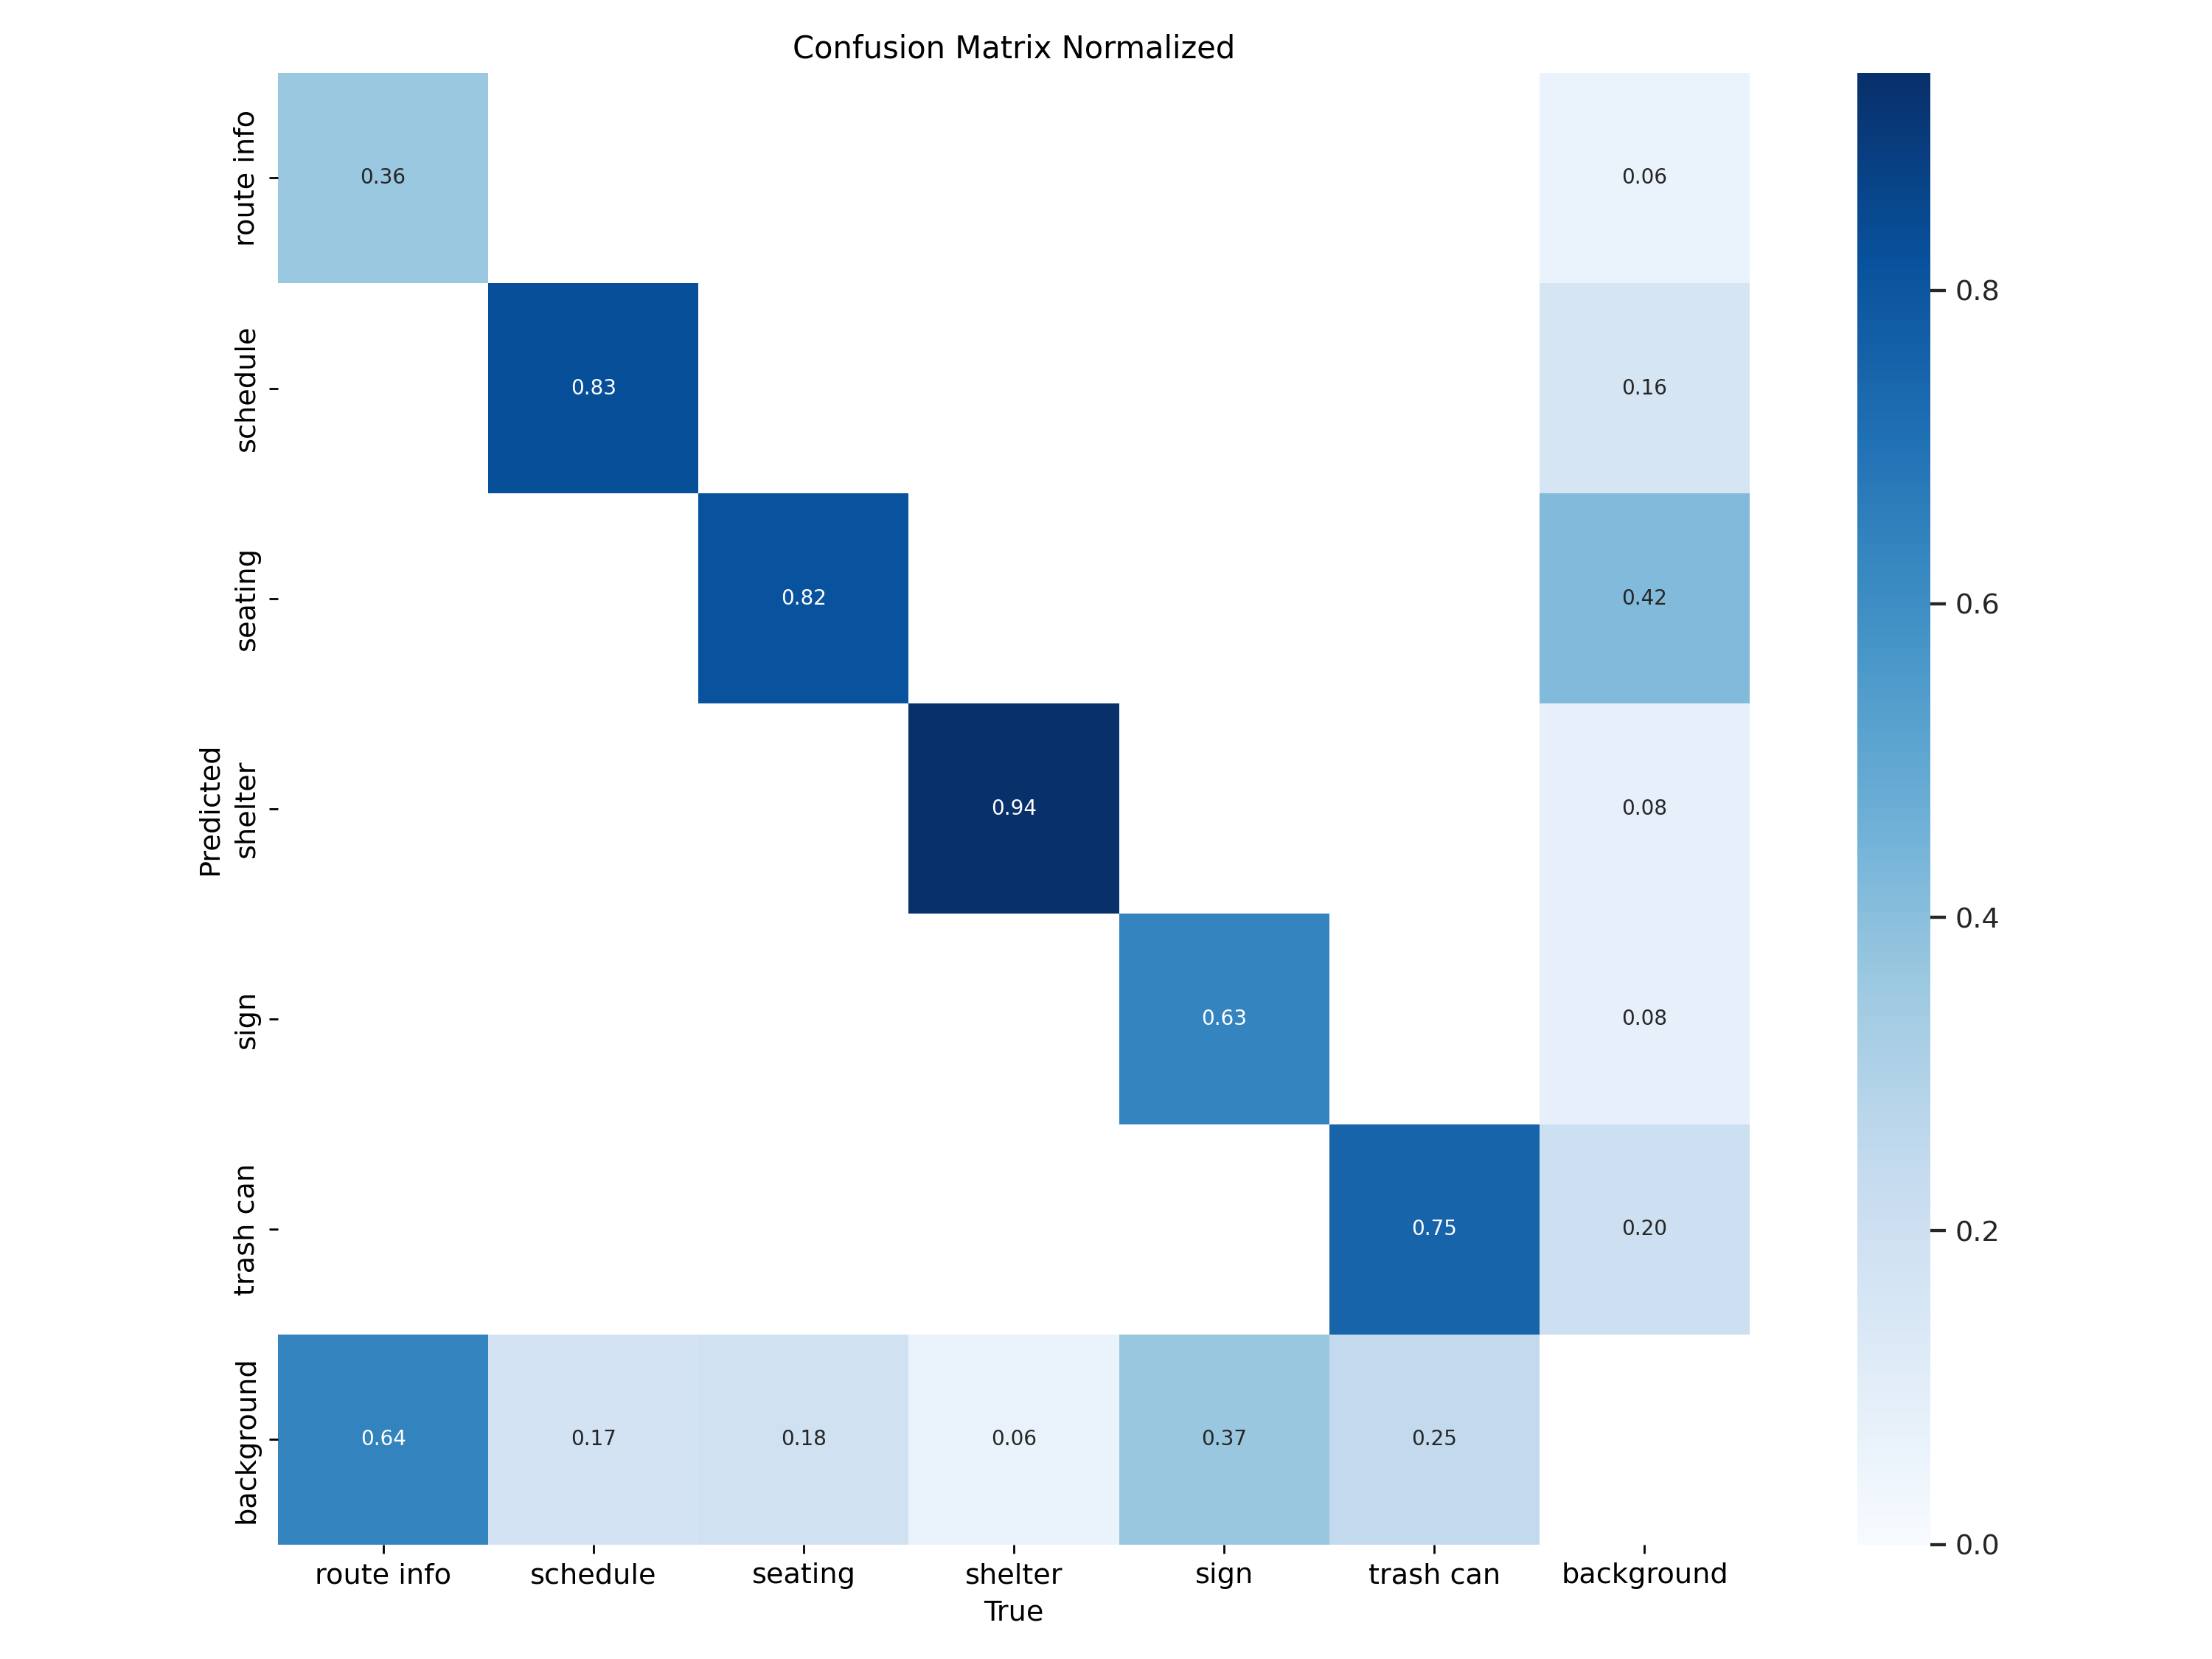 Confusion Matrix Normalized
route info
0.36
0.06
schedule
0.83
0.16
0.8
seating
0.82
0.42
0.6
Predicted
shelter
0.94
0.08
0.4
sign
0.63
0.08
trash can
0.75
0.20
0.2
background
0.64
0.17
0.18
0.06
0.37
0.25
0.0
route info
schedule
seating
shelter
sign
trash can
background
True